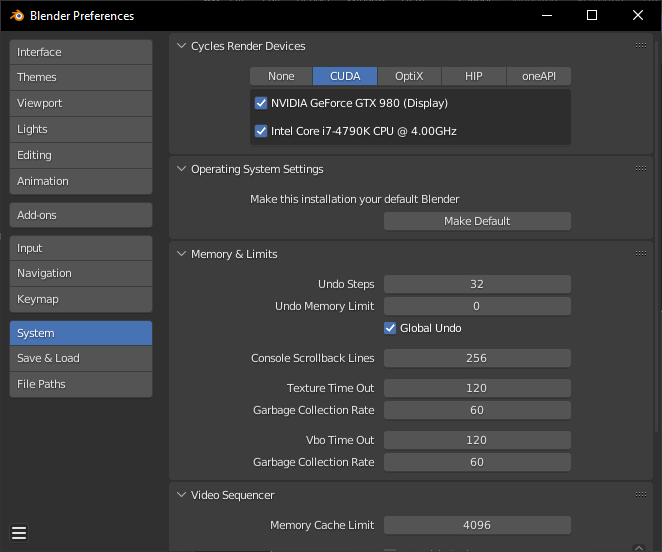 Blender Preferences
Interface
Themes
Viewport
Lights
Editing
Animation
Add-ons
Input
Navigation
Keymap
System
Save & Load
File Paths
Cycles Render Devices
None CUDA OptiX HIP oneAPI
NVIDIA GeForce GTX 980 (Display)
Intel Core i7-4790K CPU @ 4.00GHz
Operating System Settings
Make this installation your default Blender
Make Default
Memory & Limits
Undo Steps 32
Undo Memory Limit 0
Global Undo
Console Scrollback Lines 256
Texture Time Out 120
Garbage Collection Rate 60
Vbo Time Out 120
Garbage Collection Rate 60
Video Sequencer
Memory Cache Limit 4096